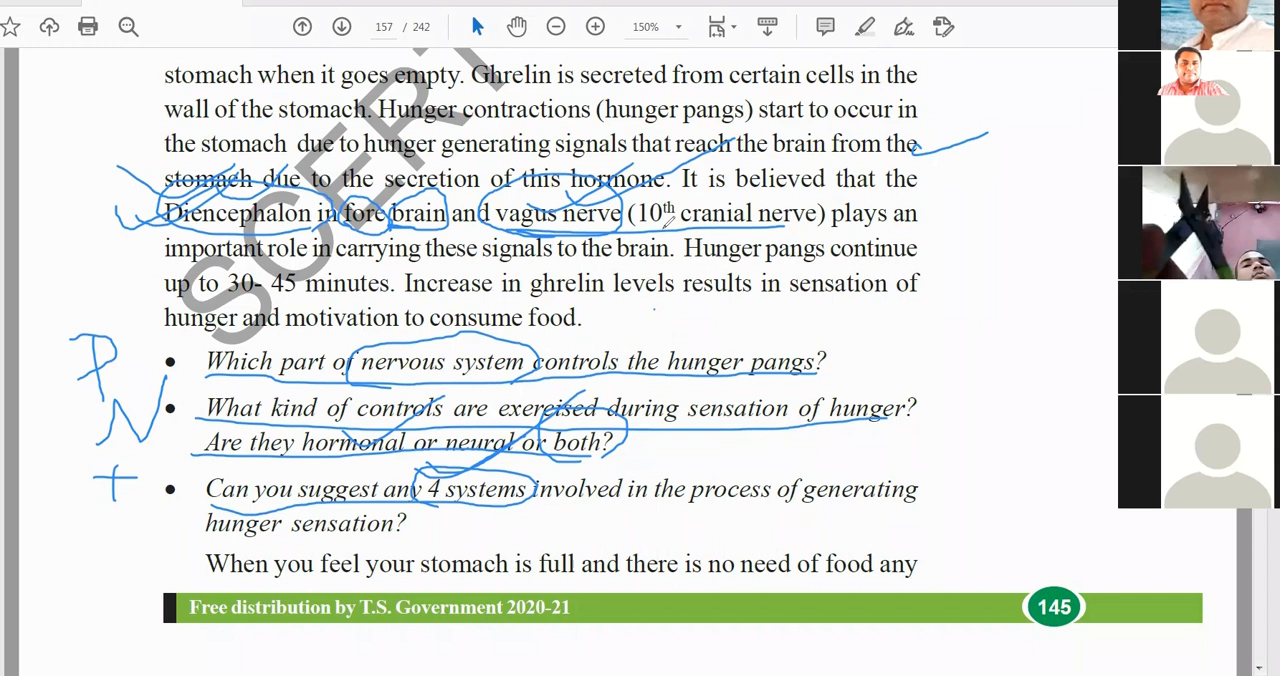 157 / 242
150%
stomach when it goes empty. Ghrelin is secreted from certain cells in the
wall of the stomach. Hunger contractions (hunger pangs) start to occur in
the stomach due to hunger generating signals that reach the brain from the
stomach due to the secretion of this hormone. It is believed that the
Diencephalon in fore brain and vagus nerve (10th cranial nerve) plays an
important role in carrying these signals to the brain. Hunger pangs continue
up to 30- 45 minutes. Increase in ghrelin levels results in sensation of
hunger and motivation to consume food.
• Which part of nervous system controls the hunger pangs?
• What kind of controls are exercised during sensation of hunger?
Are they hormonal or neural or both?
• Can you suggest any 4 systems involved in the process of generating
hunger sensation?
When you feel your stomach is full and there is no need of food any
Free distribution by T.S. Government 2020-21
145
SCERT
P
N
+